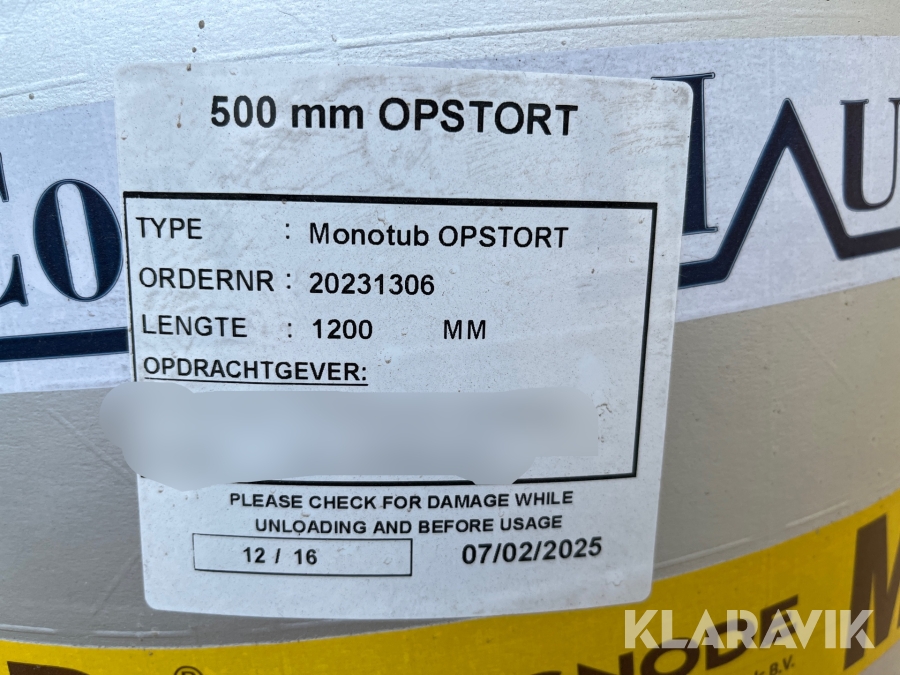 500 mm OPSTORT
TYPE : Monotub OPSTORT
ORDERNR : 20231306
LENGTE : 1200 MM
OPDRACHTGEVER:
PLEASE CHECK FOR DAMAGE WHILE
UNLOADING AND BEFORE USAGE
12 / 16 07/02/2025
KLARAVIK
B.V.